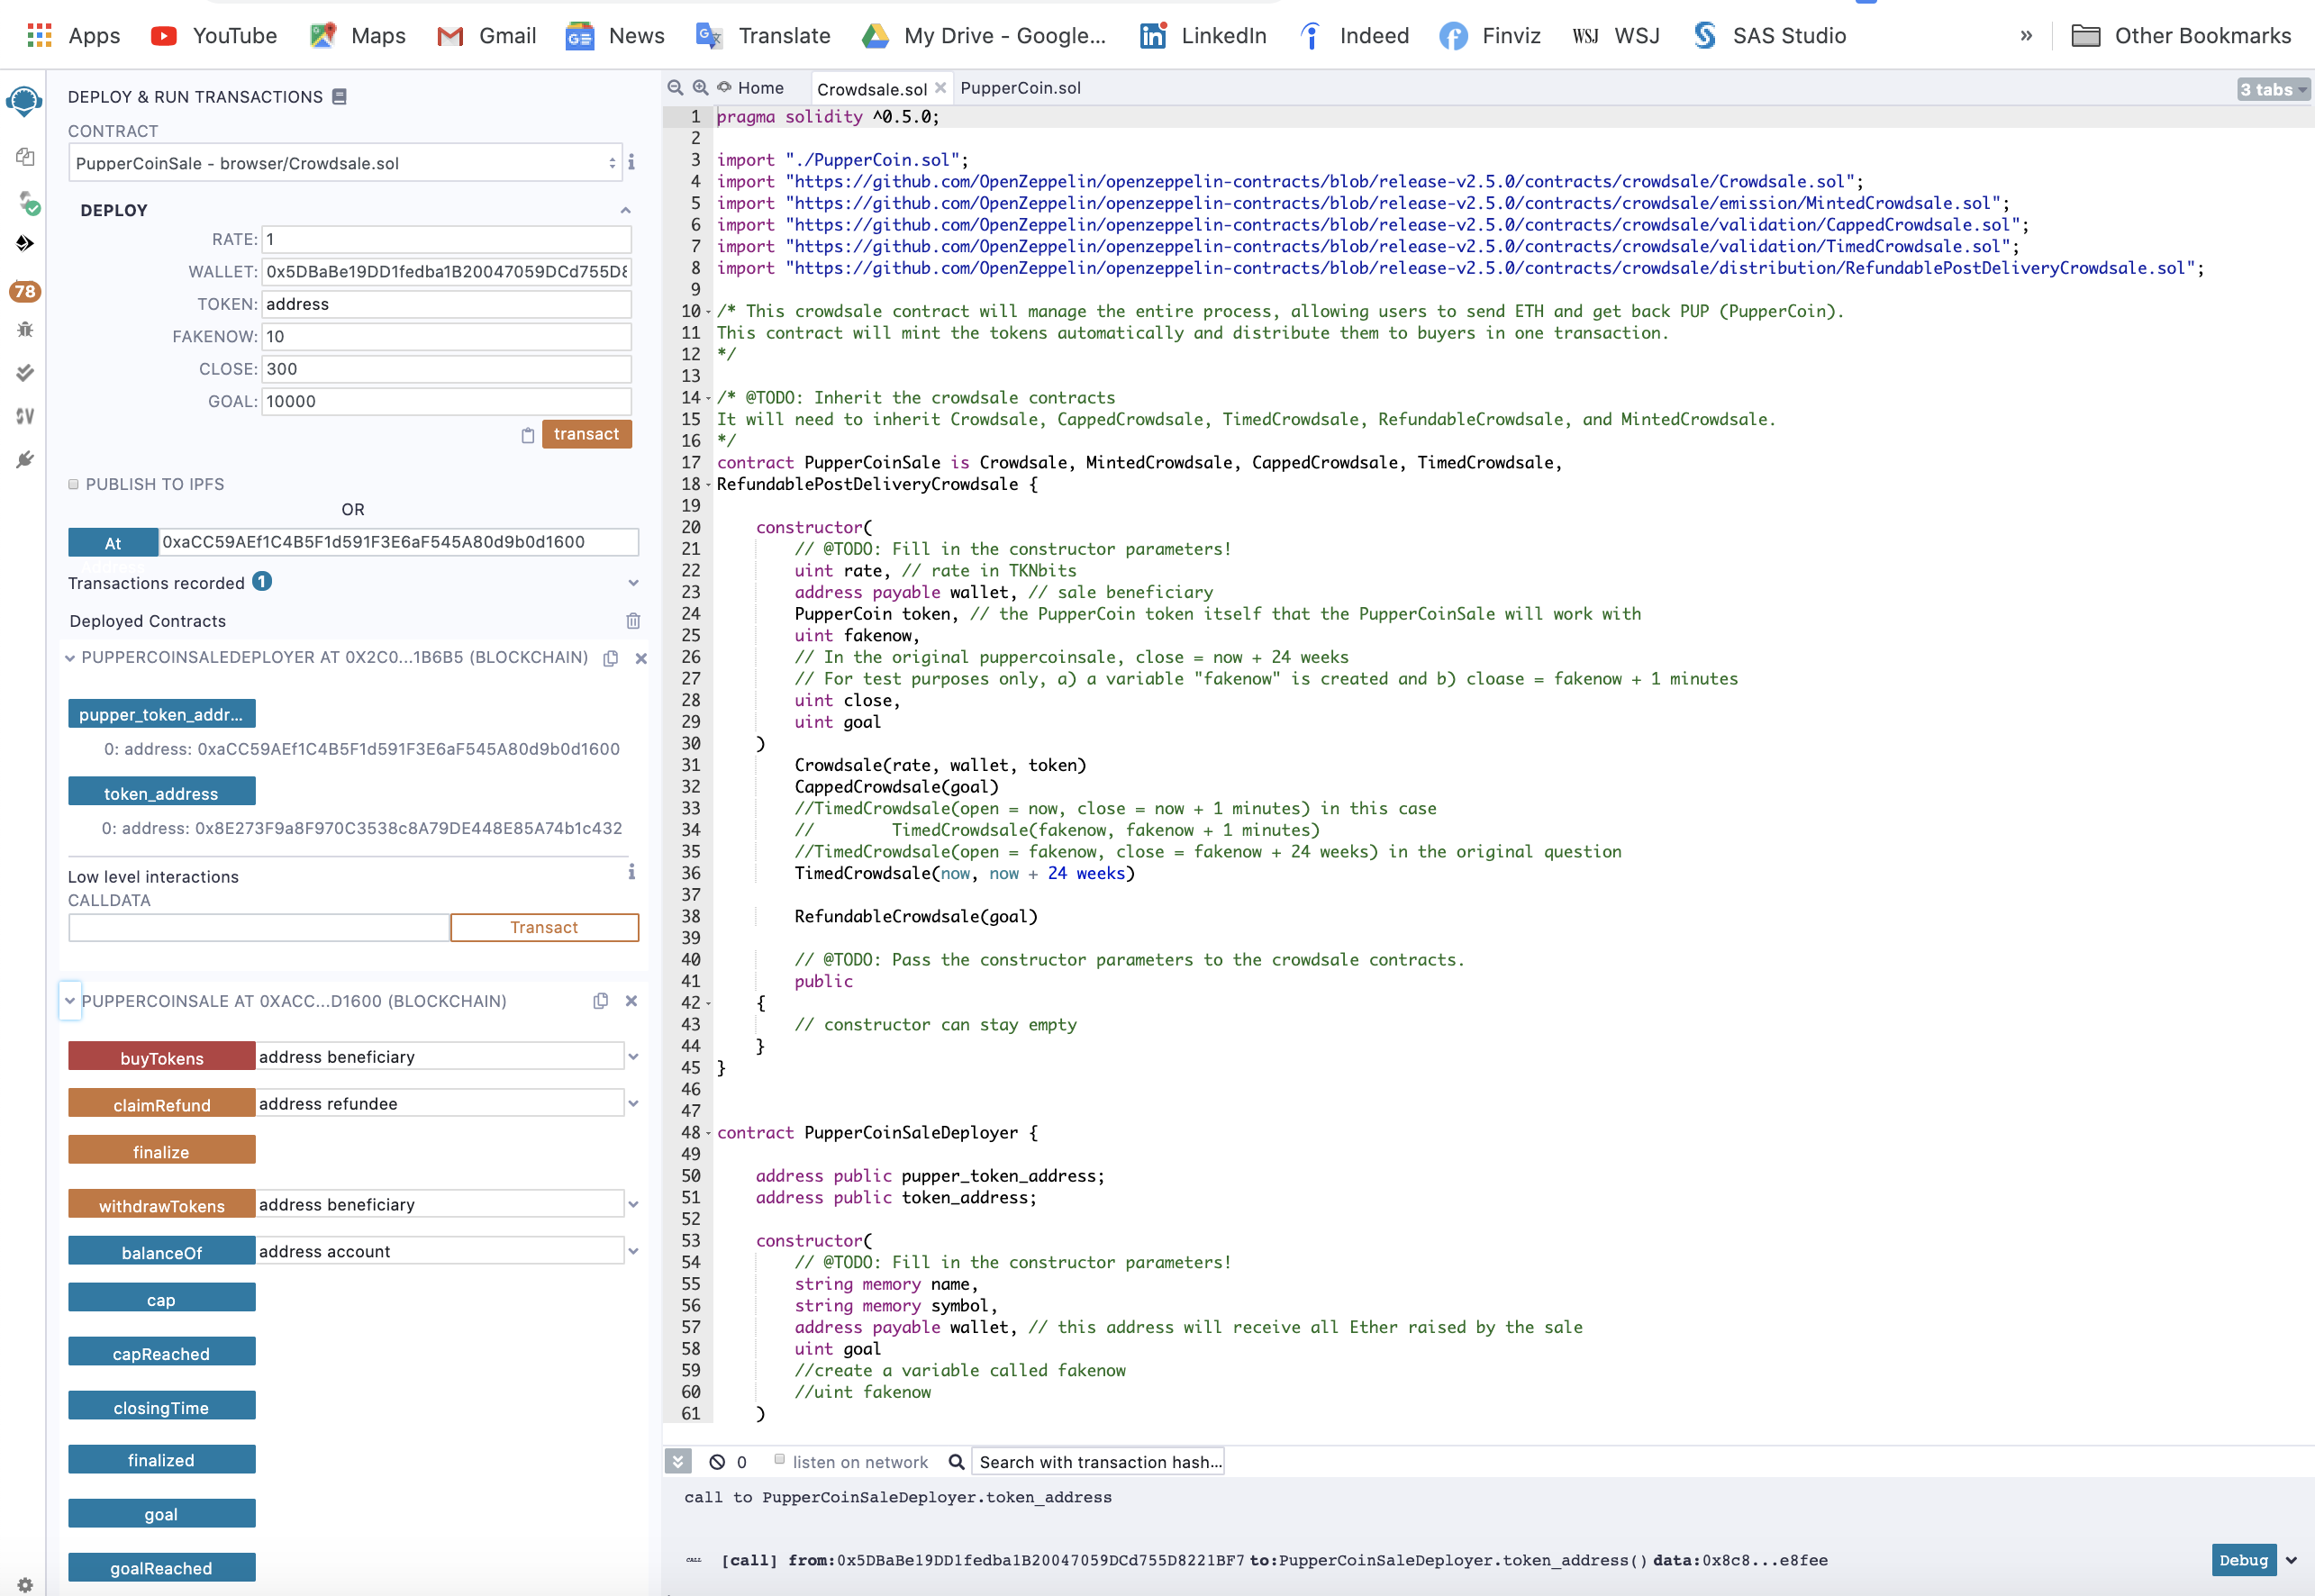 Apps YouTube Maps Gmail News Translate My Drive - Google... LinkedIn Indeed Finviz WSJ WSJ SAS Studio » Other Bookmarks
DEPLOY & RUN TRANSACTIONS
CONTRACT
PupperCoinSale - browser/Crowdsale.sol
DEPLOY
RATE: 1
WALLET: 0x5DBaBe19DD1fedba1B20047059DCd755D8
TOKEN: address
FAKENOW: 10
78
CLOSE: 300
GOAL: 10000
transact
PUBLISH TO IPFS
OR
At Address 0xaCC59AEf1C4B5F1d591F3E6aF545A80d9b0d1600
Transactions recorded 1
Deployed Contracts
PUPPERCOINSALEDEPLOYER AT 0X2C0...1B6B5 (BLOCKCHAIN)
pupper_token_addr...
0: address: 0xaCC59AEf1C4B5F1d591F3E6aF545A80d9b0d1600
token_address
0: address: 0x8E273F9a8F970C3538c8A79DE448E85A74b1c432
Low level interactions
CALLDATA
Transact
PUPPERCOINSALE AT 0XACC...D1600 (BLOCKCHAIN)
buyTokens address beneficiary
claimRefund address refundee
finalize
withdrawTokens address beneficiary
balanceOf address account
cap
capReached
closingTime
finalized
goal
goalReached
Home Crowdsale.sol PupperCoin.sol 3 tabs
1 pragma solidity ^0.5.0;
2
3 import "./PupperCoin.sol";
4 import "https://github.com/OpenZeppelin/openzeppelin-contracts/blob/release-v2.5.0/contracts/crowdsale/Crowdsale.sol";
5 import "https://github.com/OpenZeppelin/openzeppelin-contracts/blob/release-v2.5.0/contracts/crowdsale/emission/MintedCrowdsale.sol";
6 import "https://github.com/OpenZeppelin/openzeppelin-contracts/blob/release-v2.5.0/contracts/crowdsale/validation/CappedCrowdsale.sol";
7 import "https://github.com/OpenZeppelin/openzeppelin-contracts/blob/release-v2.5.0/contracts/crowdsale/validation/TimedCrowdsale.sol";
8 import "https://github.com/OpenZeppelin/openzeppelin-contracts/blob/release-v2.5.0/contracts/crowdsale/distribution/RefundablePostDeliveryCrowdsale.sol";
9
10 /* This crowdsale contract will manage the entire process, allowing users to send ETH and get back PUP (PupperCoin).
11 This contract will mint the tokens automatically and distribute them to buyers in one transaction.
12 */
13
14 /* @TODO: Inherit the crowdsale contracts
15 It will need to inherit Crowdsale, CappedCrowdsale, TimedCrowdsale, RefundableCrowdsale, and MintedCrowdsale.
16 */
17 contract PupperCoinSale is Crowdsale, MintedCrowdsale, CappedCrowdsale, TimedCrowdsale,
18 RefundablePostDeliveryCrowdsale {
19
20 constructor(
21 // @TODO: Fill in the constructor parameters!
22 uint rate, // rate in TKNbits
23 address payable wallet, // sale beneficiary
24 PupperCoin token, // the PupperCoin token itself that the PupperCoinSale will work with
25 uint fakenow,
26 // In the original puppercoinsale, close = now + 24 weeks
27 // For test purposes only, a) a variable "fakenow" is created and b) cloase = fakenow + 1 minutes
28 uint close,
29 uint goal
30 )
31 Crowdsale(rate, wallet, token)
32 CappedCrowdsale(goal)
33 //TimedCrowdsale(open = now, close = now + 1 minutes) in this case
34 // TimedCrowdsale(fakenow, fakenow + 1 minutes)
35 //TimedCrowdsale(open = fakenow, close = fakenow + 24 weeks) in the original question
36 TimedCrowdsale(now, now + 24 weeks)
37
38 RefundableCrowdsale(goal)
39
40 // @TODO: Pass the constructor parameters to the crowdsale contracts.
41 public
42 {
43 // constructor can stay empty
44 }
45 }
46
47
48 contract PupperCoinSaleDeployer {
49
50 address public pupper_token_address;
51 address public token_address;
52
53 constructor(
54 // @TODO: Fill in the constructor parameters!
55 string memory name,
56 string memory symbol,
57 address payable wallet, // this address will receive all Ether raised by the sale
58 uint goal
59 //create a variable called fakenow
60 //uint fakenow
61 )
0 listen on network Search with transaction hash...
call to PupperCoinSaleDeployer.token_address
CALL [call] from:0x5DBaBe19DD1fedba1B20047059DCd755D8221BF7 to:PupperCoinSaleDeployer.token_address() data:0x8c8...e8fee Debug